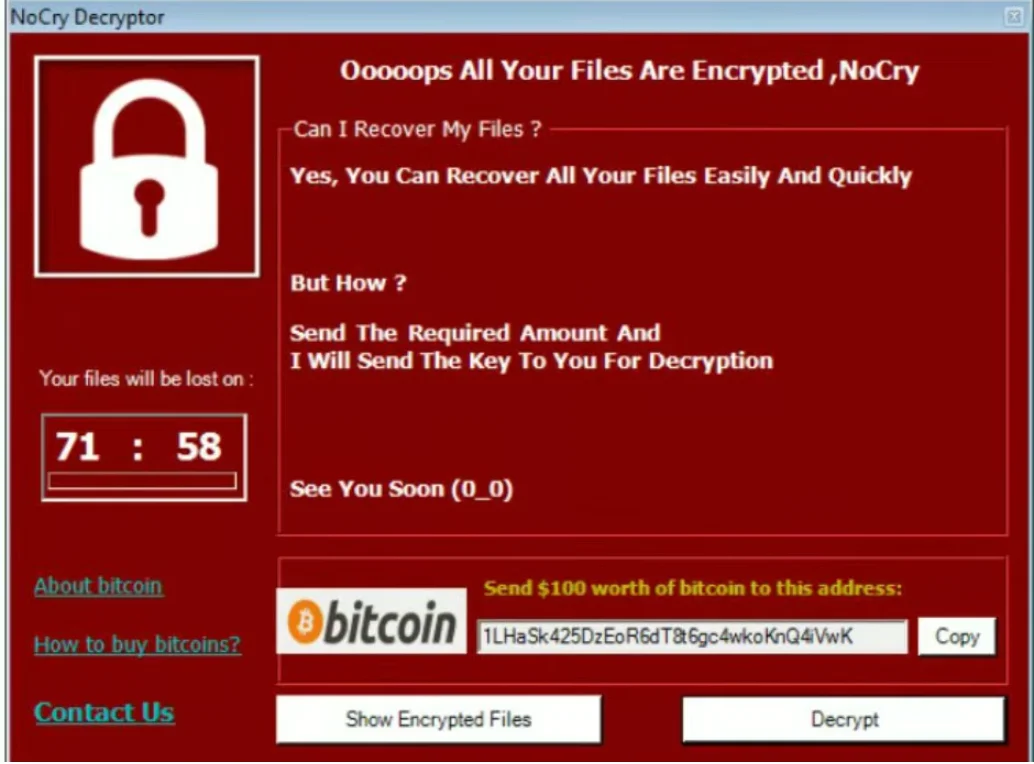 NoCry Decryptor
Ooooops All Your Files Are Encrypted ,NoCry
Can I Recover My Files ?
Yes, You Can Recover All Your Files Easily And Quickly
But How ?
Send The Required Amount And
I Will Send The Key To You For Decryption
See You Soon (0_0)
Your files will be lost on :
71 : 58
About bitcoin
How to buy bitcoins?
Contact Us
bitcoin
Send $100 worth of bitcoin to this address:
1LHaSk425DzEoR6dT8t6gc4wkoKnQ4iVwK
Copy
Show Encrypted Files
Decrypt